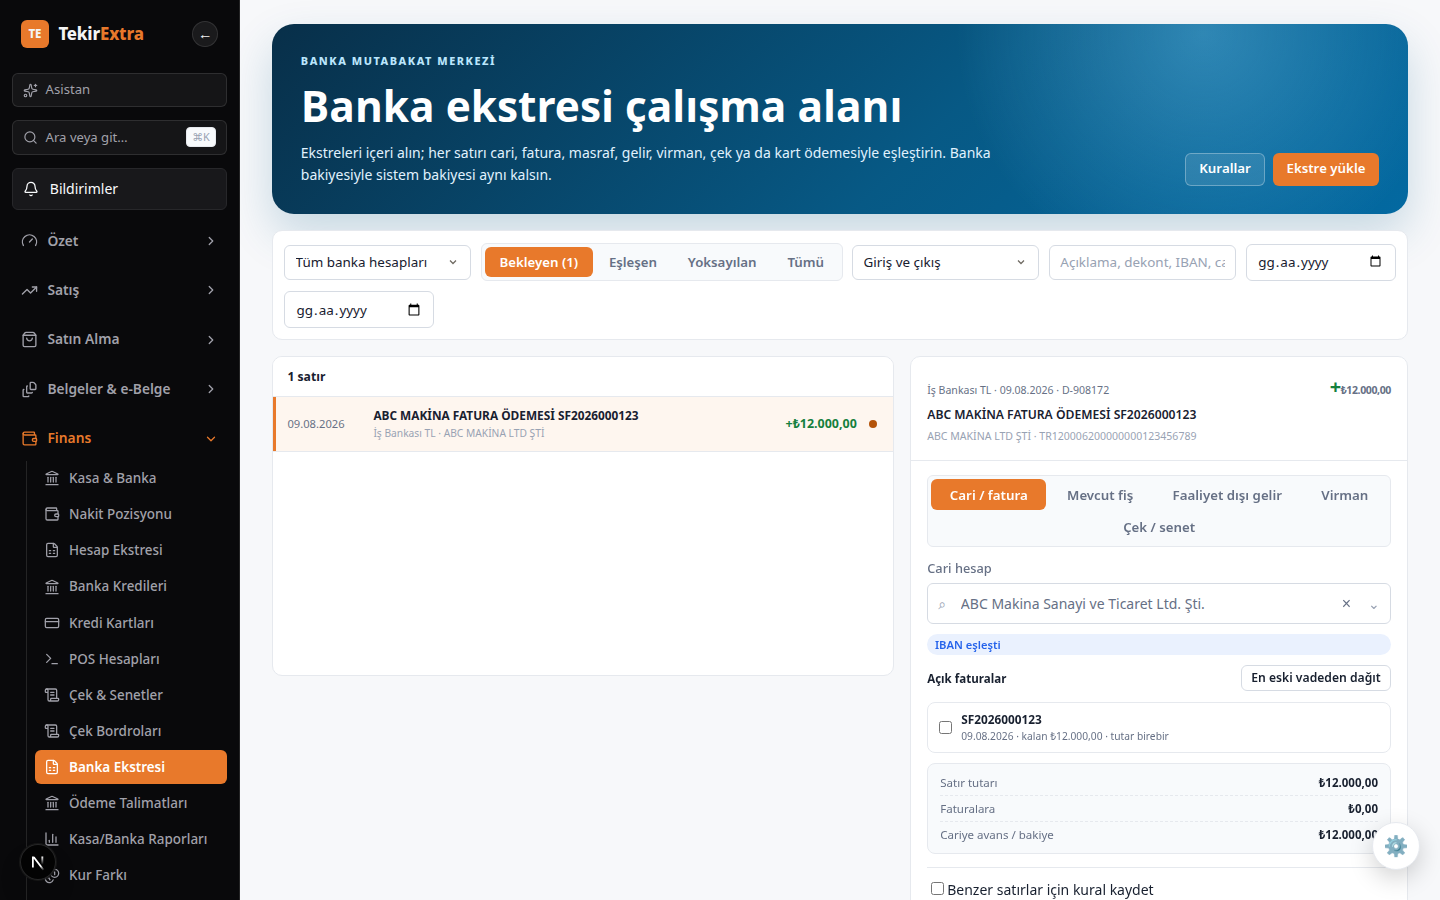 TE TekirExtra ←
Asistan
Ara veya git... ⌘K
Bildirimler
Özet
Satış
Satın Alma
Belgeler & e-Belge
Finans
Kasa & Banka
Nakit Pozisyonu
Hesap Ekstresi
Banka Kredileri
Kredi Kartları
POS Hesapları
Çek & Senetler
Çek Bordroları
Banka Ekstresi
Ödeme Talimatları
Kasa/Banka Raporları
Kur Farkı
N
BANKA MUTABAKAT MERKEZİ
Banka ekstresi çalışma alanı
Ekstreleri içeri alın; her satırı cari, fatura, masraf, gelir, virman, çek ya da kart ödemesiyle eşleştirin. Banka
bakiyesiyle sistem bakiyesi aynı kalsın.
Kurallar
Ekstre yükle
Tüm banka hesapları
Bekleyen (1) Eşleşen Yoksayılan Tümü
Giriş ve çıkış
Açıklama, dekont, IBAN, ca
gg.aa.yyyy
gg.aa.yyyy
1 satır
09.08.2026
ABC MAKİNA FATURA ÖDEMESİ SF2026000123
İş Bankası TL · ABC MAKİNA LTD ŞTİ
+₺12.000,00
İş Bankası TL · 09.08.2026 · D-908172
+₺12.000,00
ABC MAKİNA FATURA ÖDEMESİ SF2026000123
ABC MAKİNA LTD ŞTİ · TR120006200000000123456789
Cari / fatura Mevcut fiş Faaliyet dışı gelir Virman
Çek / senet
Cari hesap
ABC Makina Sanayi ve Ticaret Ltd. Şti. ×
IBAN eşleşti
Açık faturalar
En eski vadeden dağıt
SF2026000123
09.08.2026 · kalan ₺12.000,00 · tutar birebir
Satır tutarı ₺12.000,00
Faturalara ₺0,00
Cariye avans / bakiye ₺12.000,00
Benzer satırlar için kural kaydet